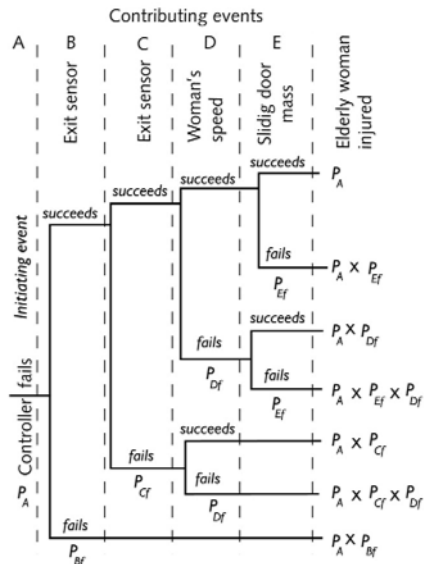 Contributing events
A
B
C
D
E
Exit sensor
Exit sensor
Woman's
speed
Slidig door
mass
Elderly woman
injured
Initiating event
Controller fails
P_A
succeeds
succeeds
succeeds
succeeds
P_A
fails
P_Ef
P_A x P_Ef
succeeds
P_A x P_Df
fails
P_Df
fails
P_Ef
P_A x P_Ef x P_Df
succeeds
P_A x P_Cf
fails
P_Cf
fails
P_Df
P_A x P_Cf x P_Df
fails
P_Bf
P_A x P_Bf